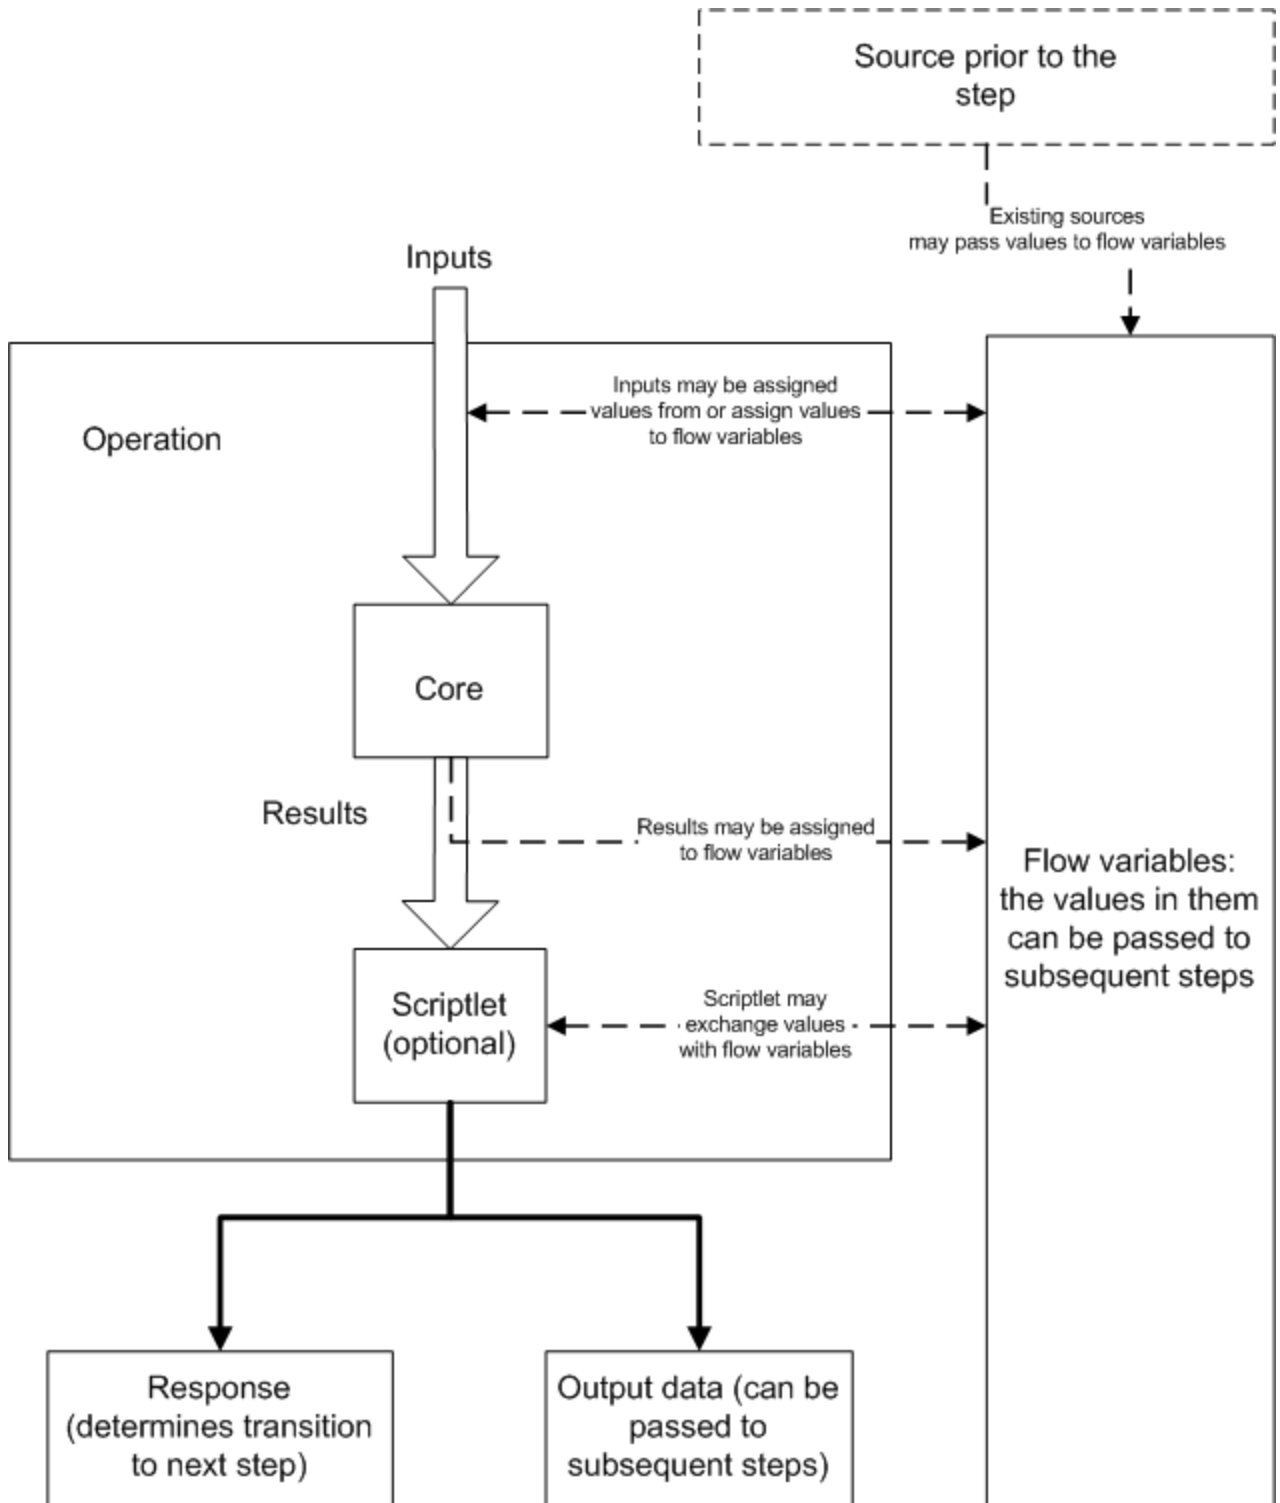 Source prior to the
step
Existing sources
may pass values to flow variables
Inputs
Operation
Inputs may be assigned
values from or assign values
to flow variables
Core
Results
Results may be assigned
to flow variables
Flow variables:
the values in them
can be passed to
subsequent steps
Scriptlet
(optional)
Scriptlet may
exchange values
with flow variables
Response
(determines transition
to next step)
Output data (can be
passed to
subsequent steps)